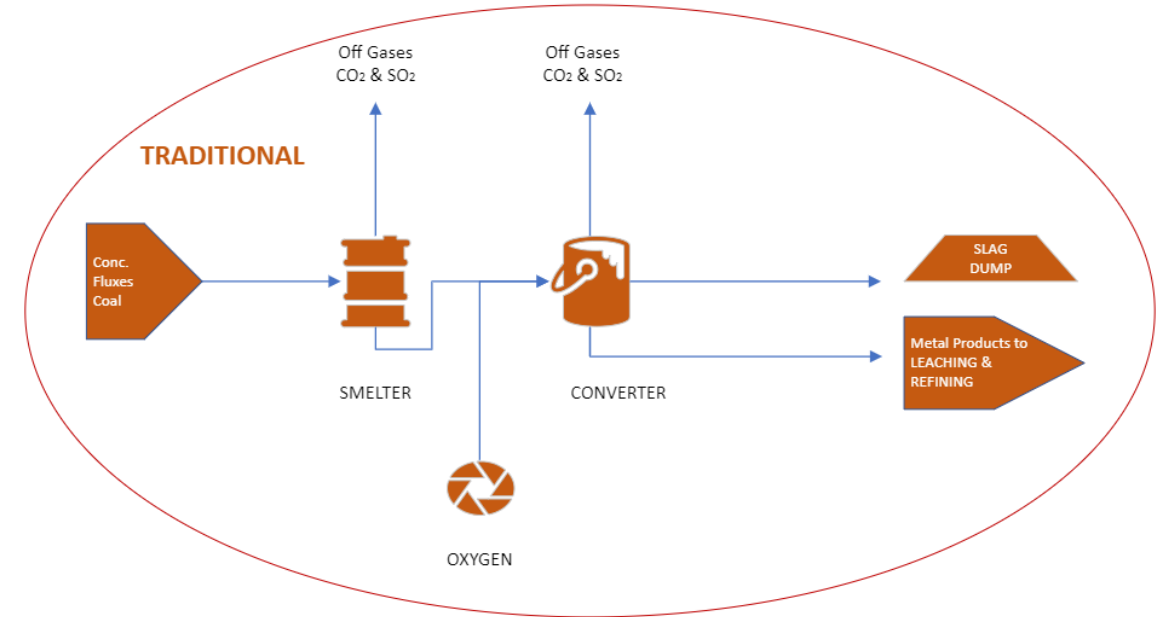 Off Gases
CO2 & SO2
Off Gases
CO2 & SO2
TRADITIONAL
Conc.
Fluxes
Coal
SLAG
DUMP
Metal Products to
LEACHING &
REFINING
SMELTER
CONVERTER
OXYGEN